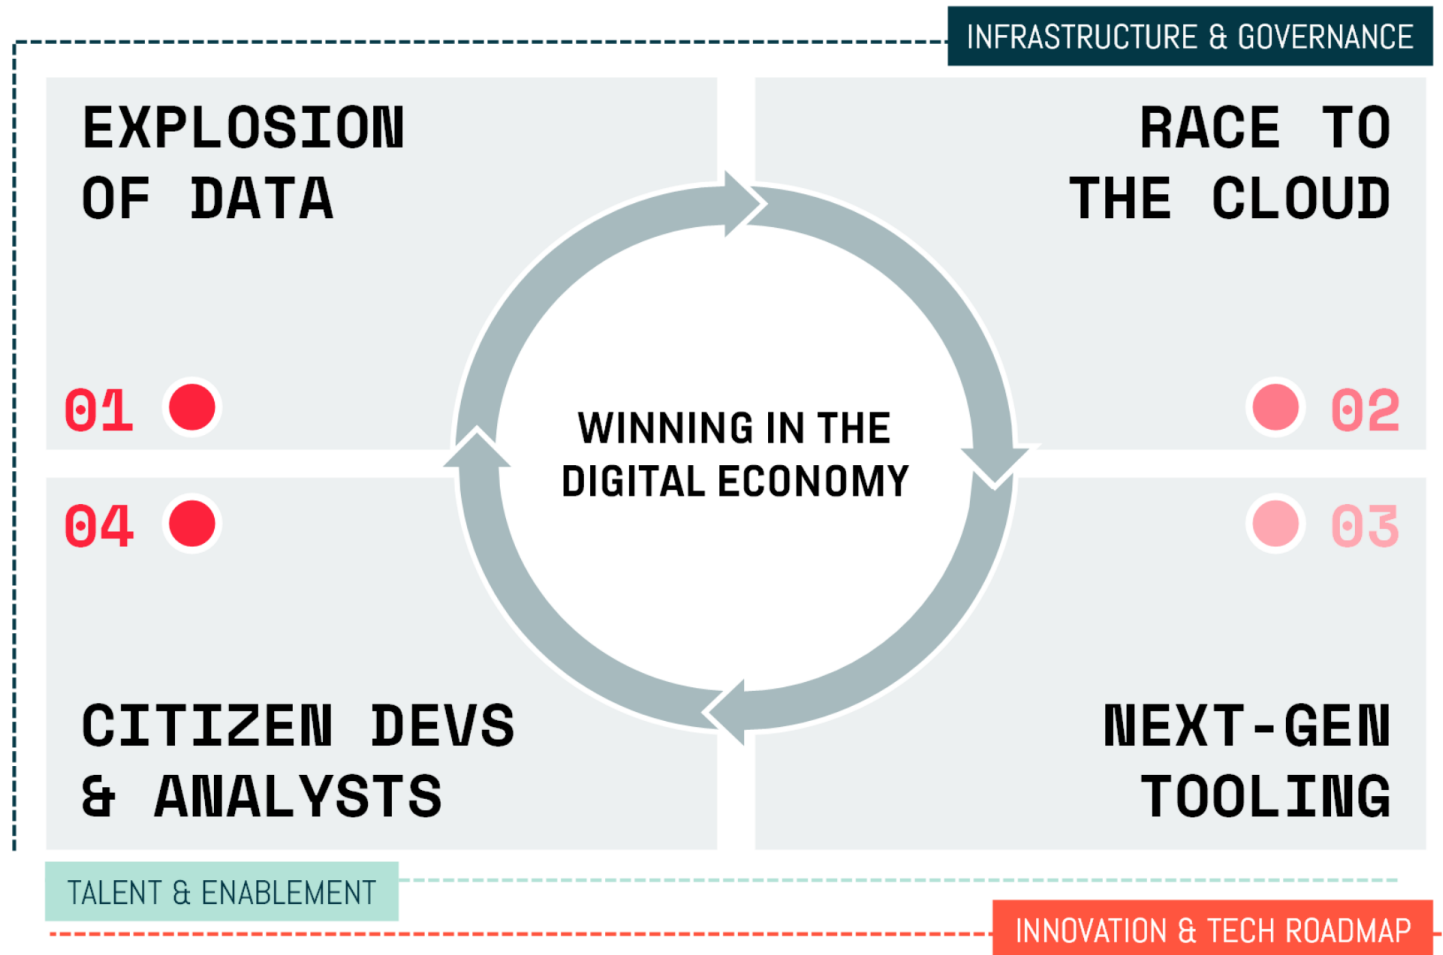 INFRASTRUCTURE & GOVERNANCE
EXPLOSION
OF DATA
01
RACE TO
THE CLOUD
02
WINNING IN THE
DIGITAL ECONOMY
04
CITIZEN DEVS
& ANALYSTS
03
NEXT-GEN
TOOLING
TALENT & ENABLEMENT
INNOVATION & TECH ROADMAP